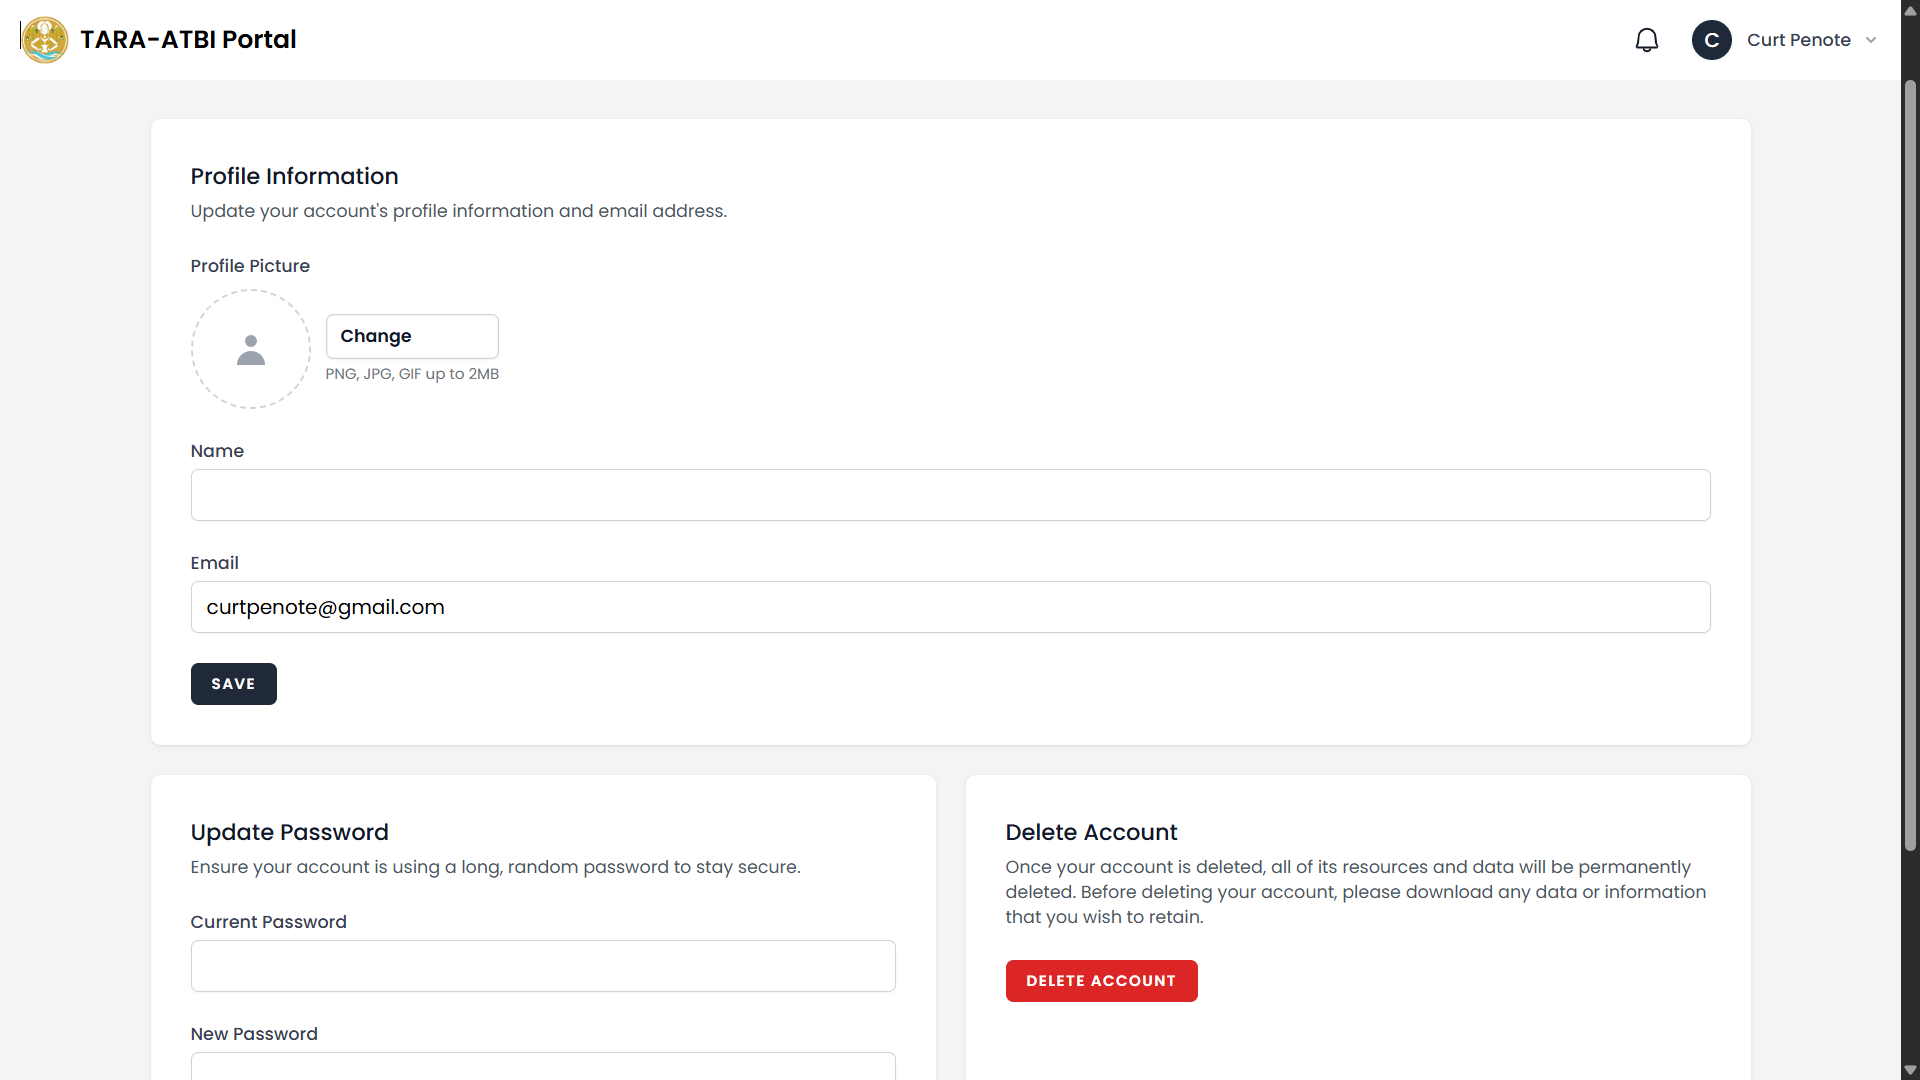 TARA-ATBI Portal
C
Curt Penote
Profile Information
Update your account's profile information and email address.
Profile Picture
Change
PNG, JPG, GIF up to 2MB
Name
Email
curtpenote@gmail.com
SAVE
Update Password
Ensure your account is using a long, random password to stay secure.
Current Password
New Password
Delete Account
Once your account is deleted, all of its resources and data will be permanently
deleted. Before deleting your account, please download any data or information
that you wish to retain.
DELETE ACCOUNT